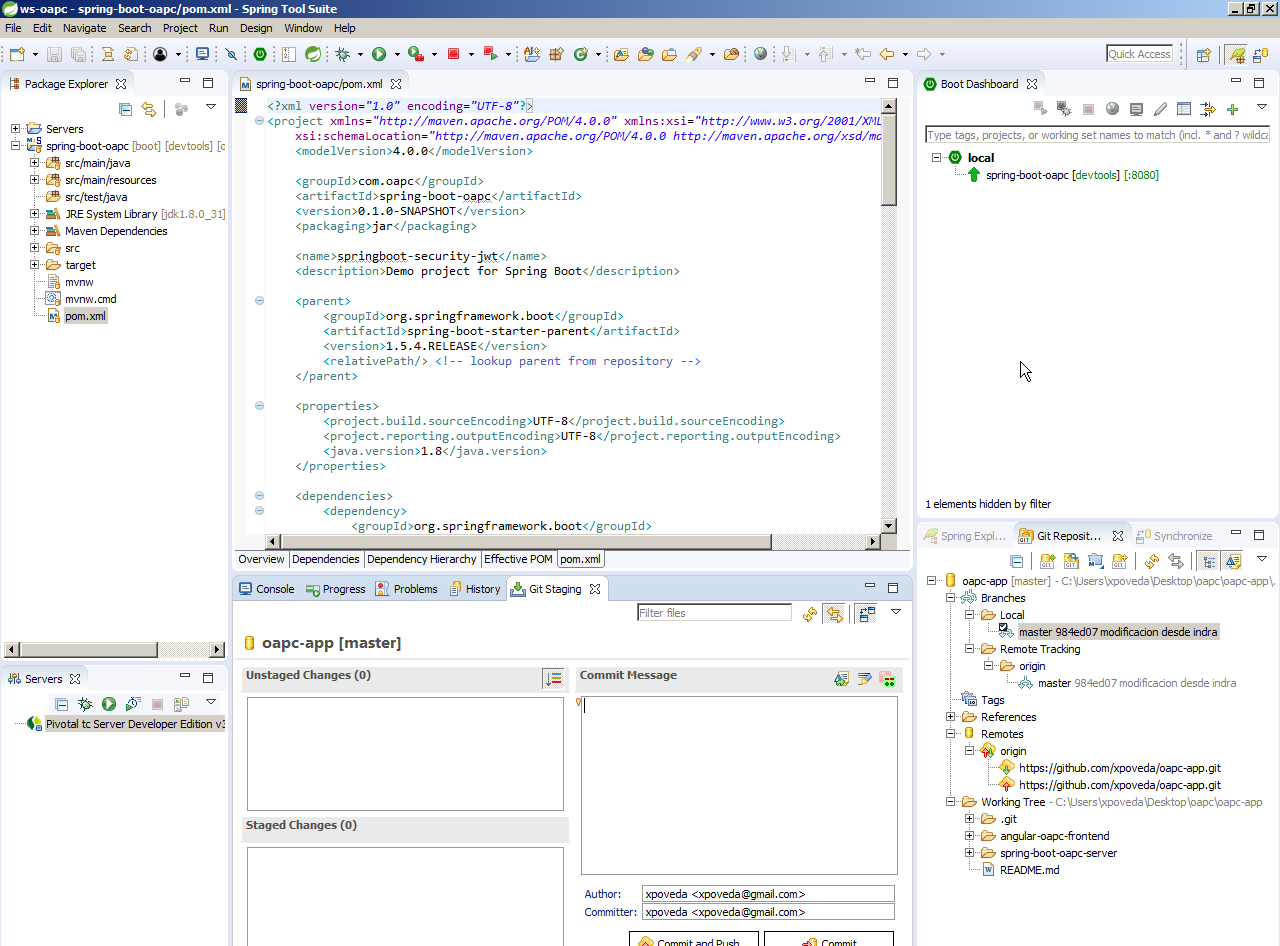 ws-oapc - spring-boot-oapc/pom.xml - Spring Tool Suite
File Edit Navigate Search Project Run Design Window Help
Quick Access
Package Explorer
Servers
spring-boot-oapc [boot] [devtools] [c
src/main/java
src/main/resources
src/test/java
JRE System Library [jdk1.8.0_31]
Maven Dependencies
src
target
mvnw
mvnw.cmd
pom.xml
Servers
Pivotal tc Server Developer Edition v3
spring-boot-oapc/pom.xml
<?xml version="1.0" encoding="UTF-8"?>
<project xmlns="http://maven.apache.org/POM/4.0.0" xmlns:xsi="http://www.w3.org/2001/XML
xsi:schemaLocation="http://maven.apache.org/POM/4.0.0 http://maven.apache.org/xsd/ma
<modelVersion>4.0.0</modelVersion>
<groupId>com.oapc</groupId>
<artifactId>spring-boot-oapc</artifactId>
<version>0.1.0-SNAPSHOT</version>
<packaging>jar</packaging>
<name>springboot-security-jwt</name>
<description>Demo project for Spring Boot</description>
<parent>
<groupId>org.springframework.boot</groupId>
<artifactId>spring-boot-starter-parent</artifactId>
<version>1.5.4.RELEASE</version>
<relativePath/> <!-- lookup parent from repository -->
</parent>
<properties>
<project.build.sourceEncoding>UTF-8</project.build.sourceEncoding>
<project.reporting.outputEncoding>UTF-8</project.reporting.outputEncoding>
<java.version>1.8</java.version>
</properties>
<dependencies>
<dependency>
<groupId>org.springframework.boot</groupId>
Overview Dependencies Dependency Hierarchy Effective POM pom.xml
Console Progress Problems History Git Staging
Filter files
oapc-app [master]
Unstaged Changes (0)
Staged Changes (0)
Commit Message
Author: xpoveda <xpoveda@gmail.com>
Committer: xpoveda <xpoveda@gmail.com>
Commit and Push Commit
Boot Dashboard
Type tags, projects, or working set names to match (incl. * and ? wildca
local
spring-boot-oapc [devtools] [:8080]
1 elements hidden by filter
Spring Expl... Git Reposit... Synchronize
oapc-app [master] - C:\Users\xpoveda\Desktop\oapc\oapc-app\.
Branches
Local
master 984ed07 modificacion desde indra
Remote Tracking
origin
master 984ed07 modificacion desde indra
Tags
References
Remotes
origin
https://github.com/xpoveda/oapc-app.git
https://github.com/xpoveda/oapc-app.git
Working Tree - C:\Users\xpoveda\Desktop\oapc\oapc-app
.git
angular-oapc-frontend
spring-boot-oapc-server
README.md